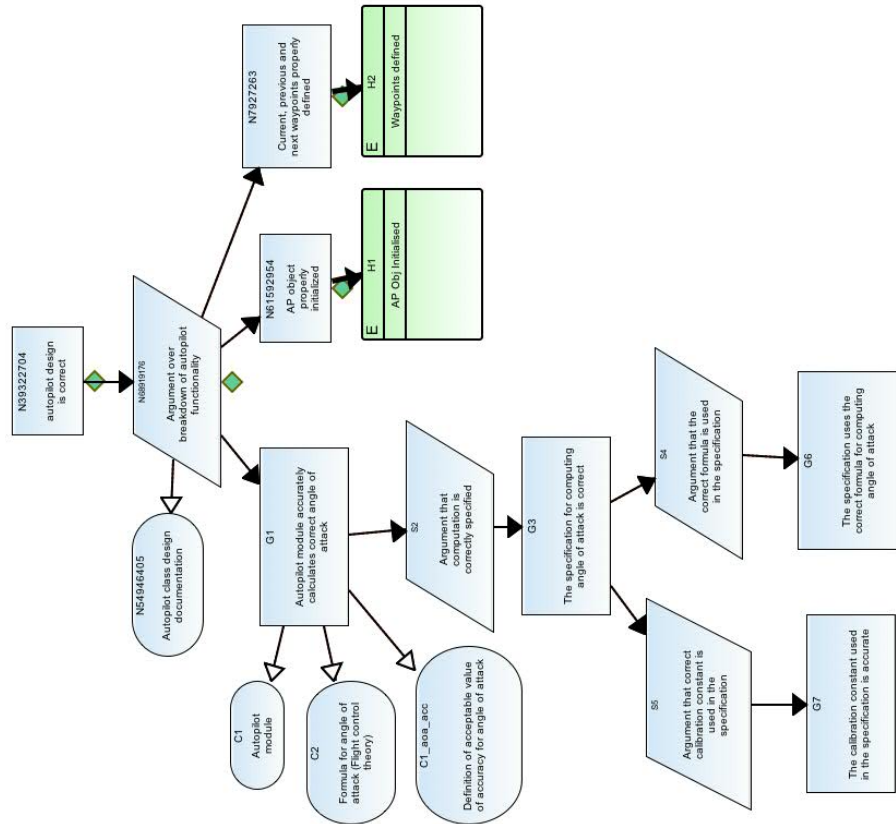 N39322704
autopilot design
is correct
N68919176
Argument over
breakdown of autopilot
functionality
N54946405
Autopilot class design
documentation
N7927263
Current, previous and
next waypoints properly
defined
N61592954
AP object
properly
initialized
E
H2
Waypoints defined
E
H1
AP Obj Initialised
G1
Autopilot module accurately
calculates correct angle of
attack
C1
Autopilot
module
C2
Formula for angle of
attack (Flight control
theory)
C1_aoa_acc
Definition of acceptable value
of accuracy for angle of attack
S2
Argument that
computation is
correctly specified
G3
The specification for computing
angle of attack is correct
S5
Argument that correct
calibration constant is
used in the
specification
S4
Argument that the
correct formula is used
in the specification
G7
The calibration constant used
in the specification is accurate
G6
The specification uses the
correct formula for computing
angle of attack